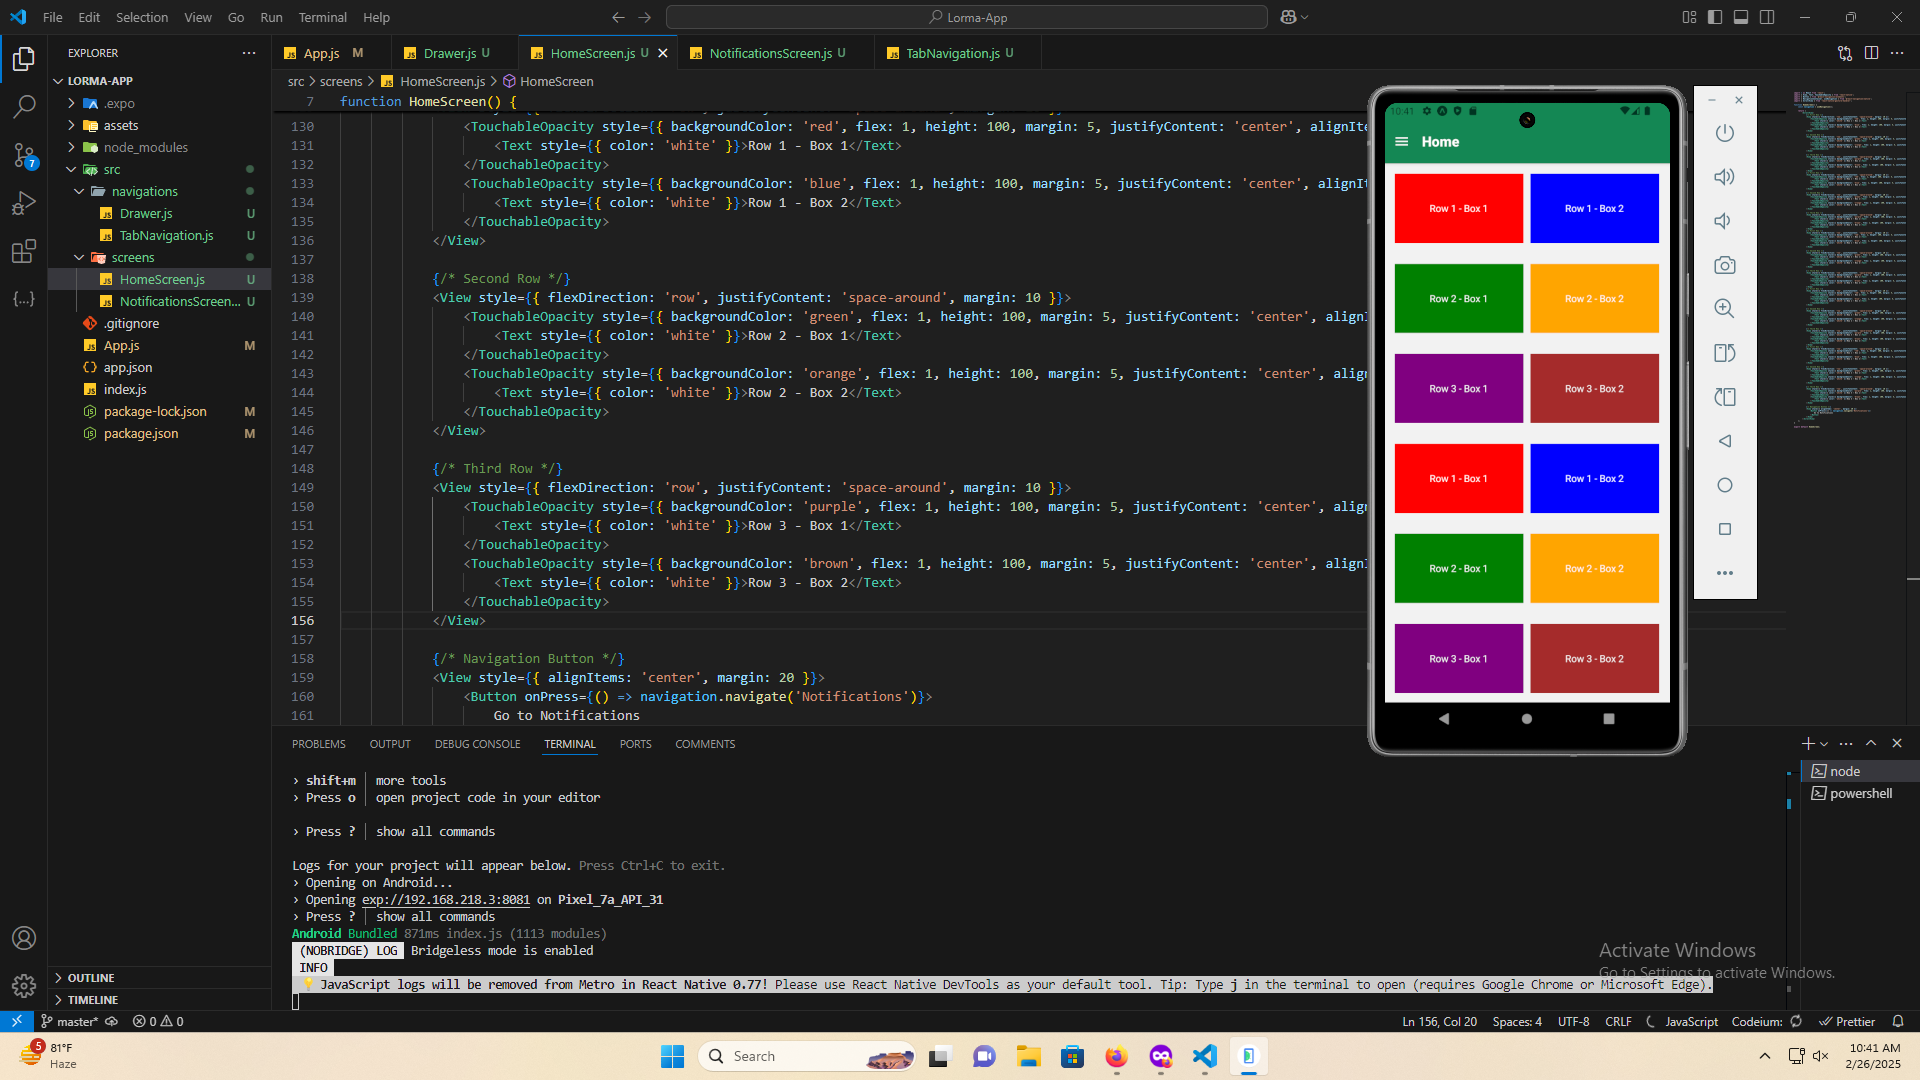 File Edit Selection View Go Run Terminal Help
Lorma-App
EXPLORER
LORMA-APP
.expo
assets
node_modules
src
navigations
Drawer.js U
TabNavigation.js U
screens
HomeScreen.js U
NotificationsScreen... U
.gitignore
App.js M
app.json
index.js
package-lock.json M
package.json M
OUTLINE
TIMELINE
7
App.js M
Drawer.js U
HomeScreen.js U
NotificationsScreen.js U
TabNavigation.js U
src > screens > HomeScreen.js > HomeScreen
7 function HomeScreen() {
130 <TouchableOpacity style={{ backgroundColor: 'red', flex: 1, height: 100, margin: 5, justifyContent: 'center', alignIte
131 <Text style={{ color: 'white' }}>Row 1 - Box 1</Text>
132 </TouchableOpacity>
133 <TouchableOpacity style={{ backgroundColor: 'blue', flex: 1, height: 100, margin: 5, justifyContent: 'center', alignIt
134 <Text style={{ color: 'white' }}>Row 1 - Box 2</Text>
135 </TouchableOpacity>
136 </View>
137
138 {/* Second Row */}
139 <View style={{ flexDirection: 'row', justifyContent: 'space-around', margin: 10 }}>
140 <TouchableOpacity style={{ backgroundColor: 'green', flex: 1, height: 100, margin: 5, justifyContent: 'center', alignI
141 <Text style={{ color: 'white' }}>Row 2 - Box 1</Text>
142 </TouchableOpacity>
143 <TouchableOpacity style={{ backgroundColor: 'orange', flex: 1, height: 100, margin: 5, justifyContent: 'center', align
144 <Text style={{ color: 'white' }}>Row 2 - Box 2</Text>
145 </TouchableOpacity>
146 </View>
147
148 {/* Third Row */}
149 <View style={{ flexDirection: 'row', justifyContent: 'space-around', margin: 10 }}>
150 <TouchableOpacity style={{ backgroundColor: 'purple', flex: 1, height: 100, margin: 5, justifyContent: 'center', align
151 <Text style={{ color: 'white' }}>Row 3 - Box 1</Text>
152 </TouchableOpacity>
153 <TouchableOpacity style={{ backgroundColor: 'brown', flex: 1, height: 100, margin: 5, justifyContent: 'center', alignI
154 <Text style={{ color: 'white' }}>Row 3 - Box 2</Text>
155 </TouchableOpacity>
156 </View>
157
158 {/* Navigation Button */}
159 <View style={{ alignItems: 'center', margin: 20 }}>
160 <Button onPress={() => navigation.navigate('Notifications')}>
161 Go to Notifications
10:41
Home
Row 1 - Box 1 Row 1 - Box 2
Row 2 - Box 1 Row 2 - Box 2
Row 3 - Box 1 Row 3 - Box 2
Row 1 - Box 1 Row 1 - Box 2
Row 2 - Box 1 Row 2 - Box 2
Row 3 - Box 1 Row 3 - Box 2
PROBLEMS OUTPUT DEBUG CONSOLE TERMINAL PORTS COMMENTS
› shift+m │ more tools
› Press o │ open project code in your editor
› Press ? │ show all commands
Logs for your project will appear below. Press Ctrl+C to exit.
› Opening on Android...
› Opening exp://192.168.218.3:8081 on Pixel_7a_API_31
› Press ? │ show all commands
Android Bundled 871ms index.js (1113 modules)
(NOBRIDGE) LOG Bridgeless mode is enabled
INFO
💡 JavaScript logs will be removed from Metro in React Native 0.77! Please use React Native DevTools as your default tool. Tip: Type j in the terminal to open (requires Google Chrome or Microsoft Edge).
node
powershell
Activate Windows
Go to Settings to activate Windows.
master* 0 0 Ln 156, Col 20 Spaces: 4 UTF-8 CRLF JavaScript Codeium: Prettier
5
81°F
Haze
Search
10:41 AM
2/26/2025